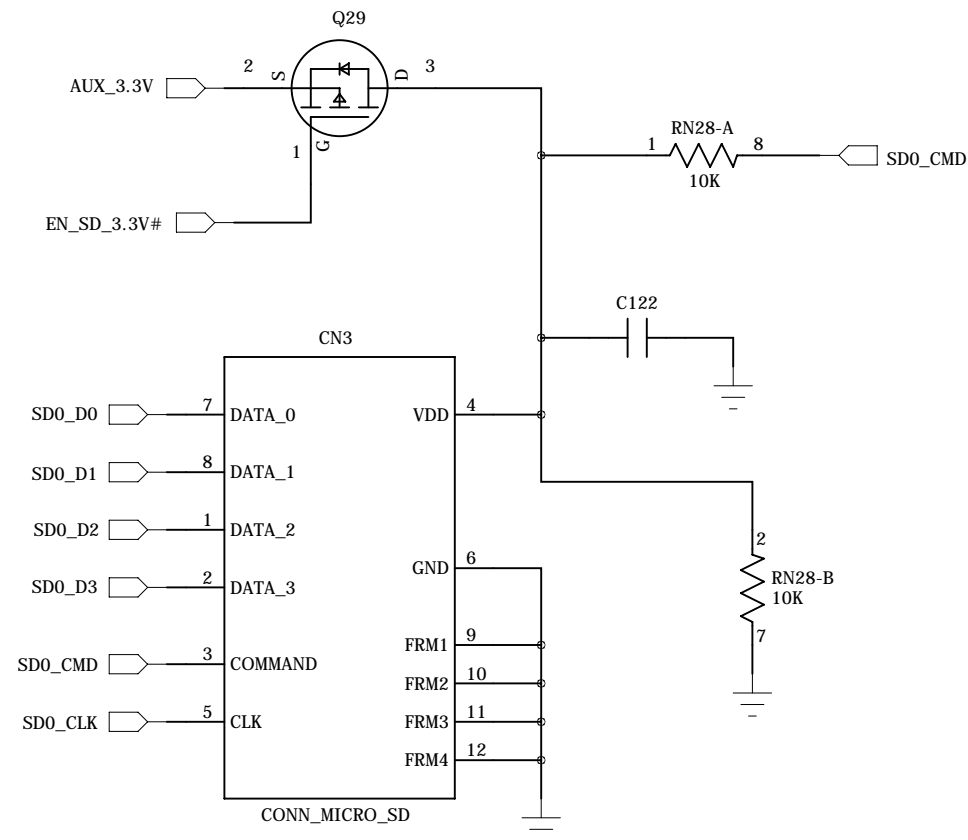 Q29
AUX_3.3V
2
S
D
3
1
G
EN_SD_3.3V#
RN28-A
1
8
10K
SD0_CMD
C122
CN3
SD0_D0
7
DATA_0
VDD
4
SD0_D1
8
DATA_1
SD0_D2
1
DATA_2
SD0_D3
2
DATA_3
GND
6
2
RN28-B
10K
7
FRM1
9
SD0_CMD
3
COMMAND
FRM2
10
SD0_CLK
5
CLK
FRM3
11
FRM4
12
CONN_MICRO_SD